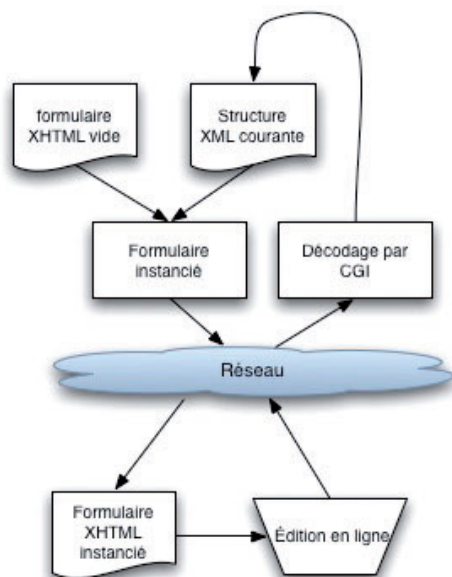 formulaire
XHTML vide
Structure
XML courante
Formulaire
instancié
Décodage par
CGI
Réseau
Formulaire
XHTML
instancié
Édition en ligne